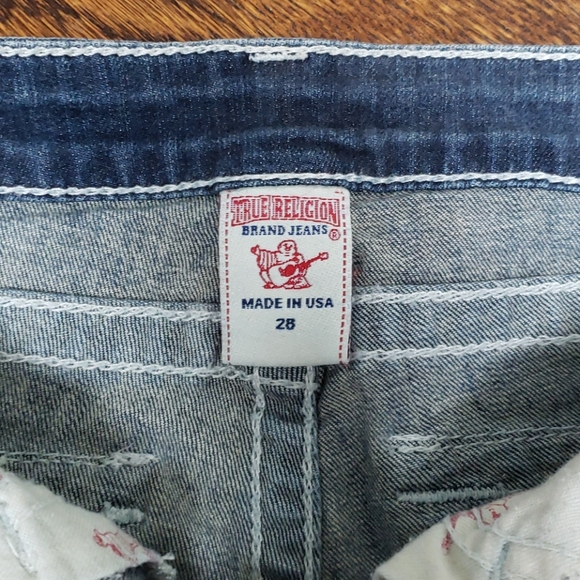 TRUE RELIGION
BRAND JEANS
®
MADE IN USA
28